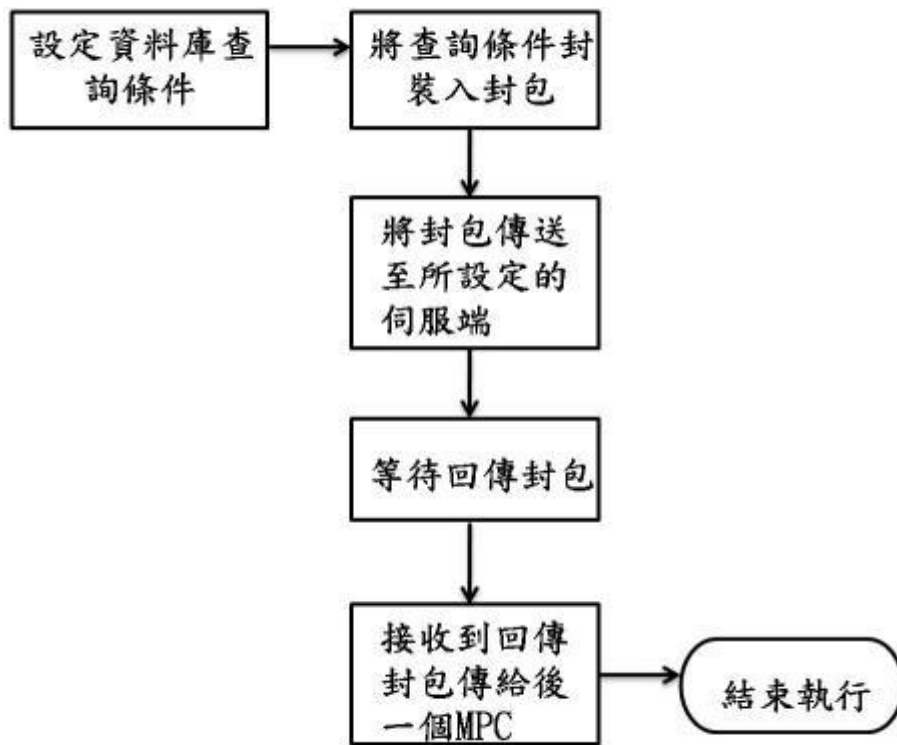 設定資料庫查
詢條件
將查詢條件封
裝入封包
將封包傳送
至所設定的
伺服端
等待回傳封包
接收到回傳
封包傳給後
一個MPC
結束執行